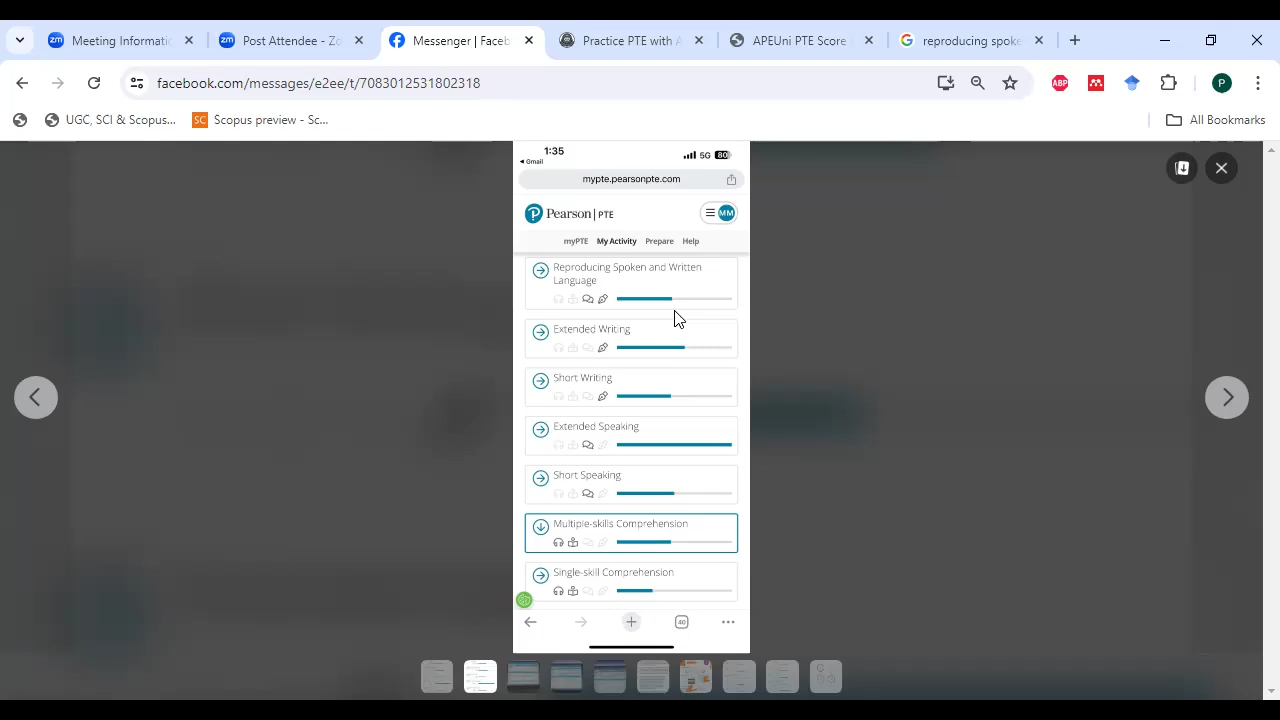 Meeting Informati
Post Attendee - Zo
Messenger | Faceb
Practice PTE with A
APEUni PTE Score
reproducing spoke
facebook.com/messages/e2ee/t/7083012531802318
ABP
P
UGC, SCI & Scopus...
SC Scopus preview - Sc...
All Bookmarks
1:35
5G 80
Gmail
mypte.pearsonpte.com
Pearson | PTE
MM
myPTE My Activity Prepare Help
Reproducing Spoken and Written
Language
Extended Writing
Short Writing
Extended Speaking
Short Speaking
Multiple-skills Comprehension
Single-skill Comprehension
40